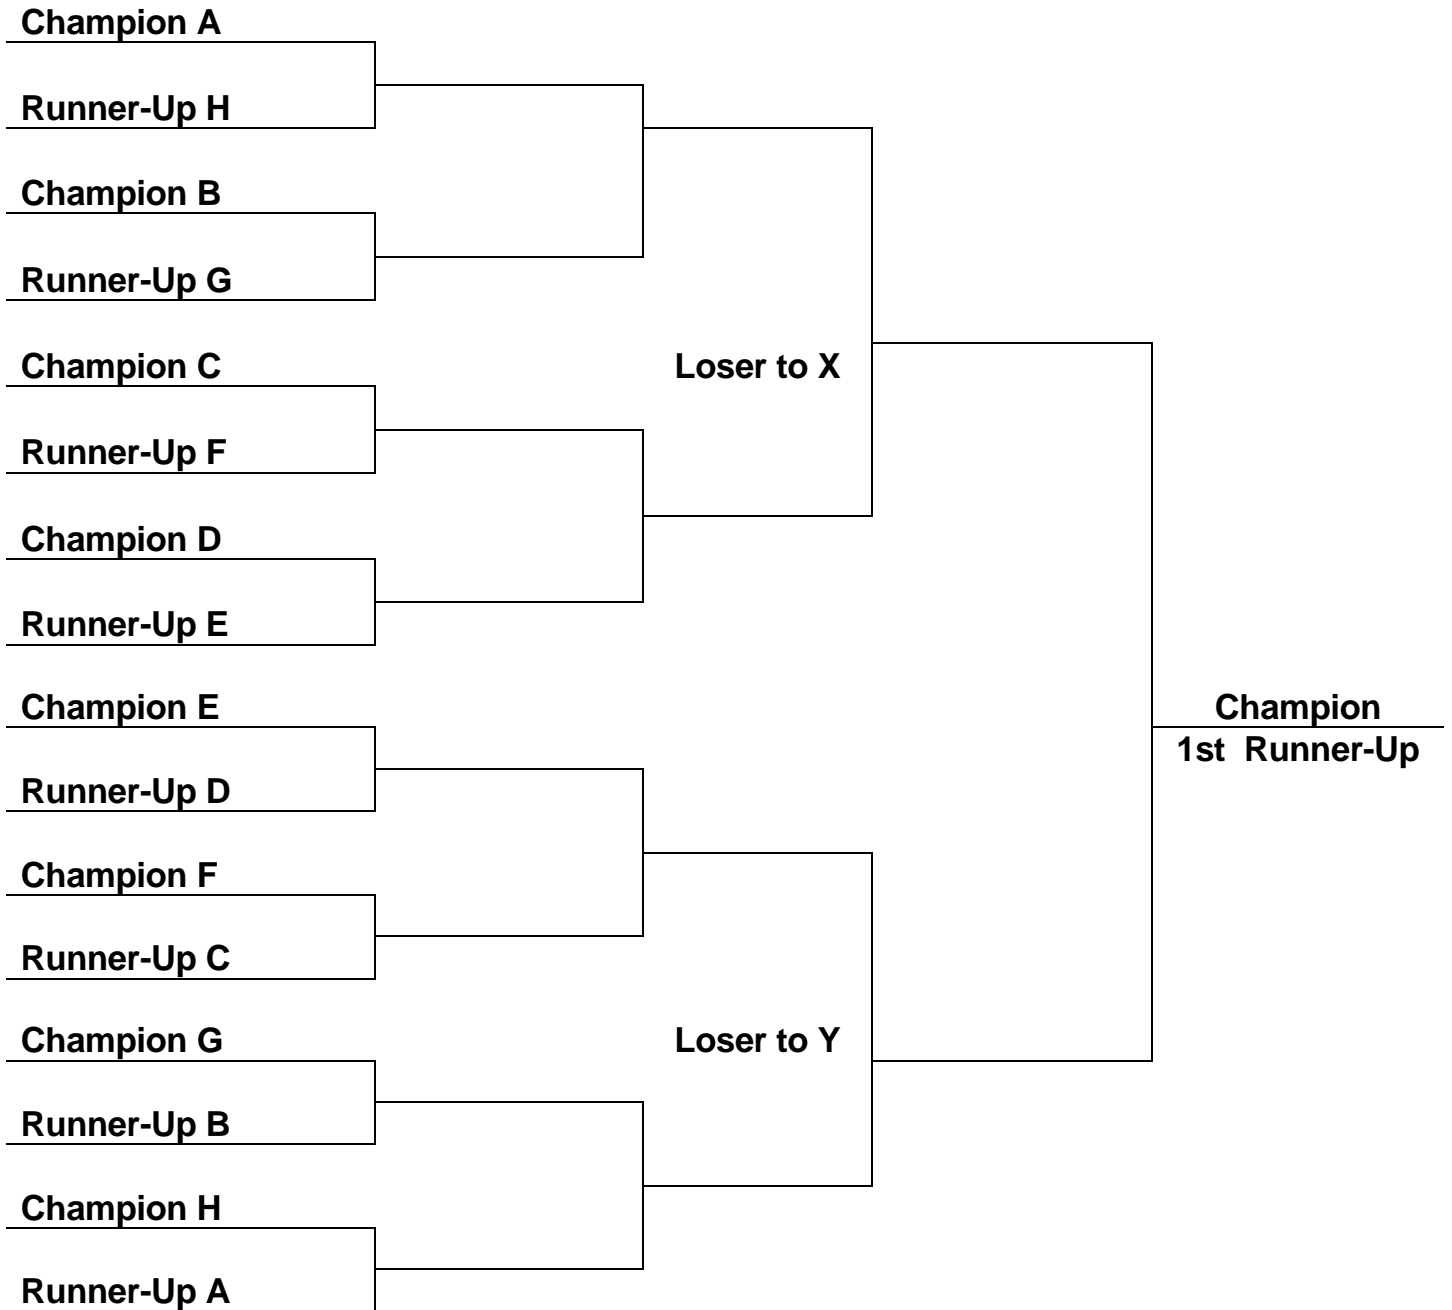 Champion A
Runner-Up H
Champion B
Runner-Up G
Champion C
Loser to X
Runner-Up F
Champion D
Runner-Up E
Champion E
Champion
1st Runner-Up
Runner-Up D
Champion F
Runner-Up C
Champion G
Loser to Y
Runner-Up B
Champion H
Runner-Up A